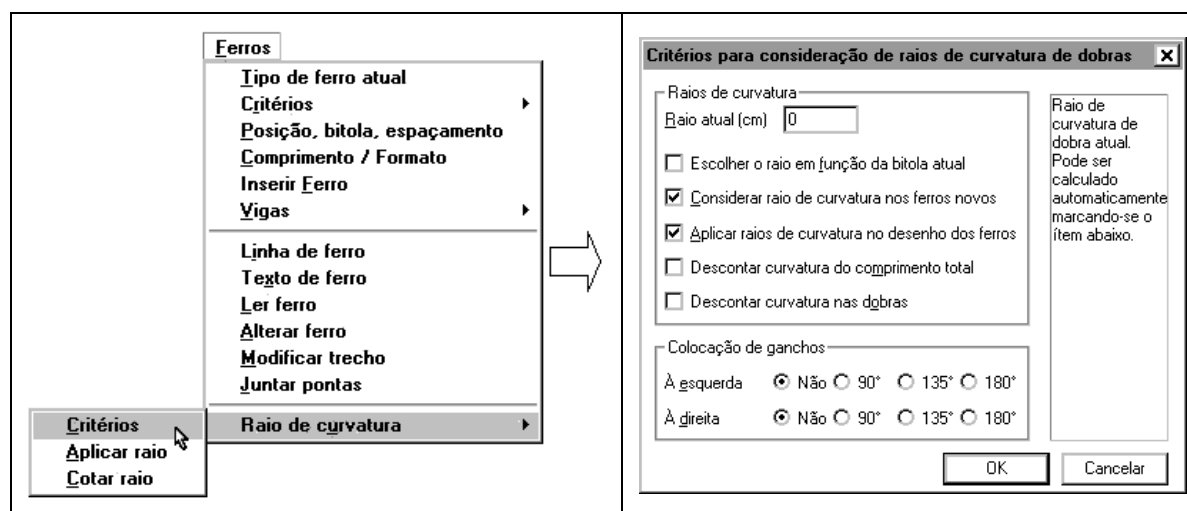 Ferros
Tipo de ferro atual
Critérios
Posição, bitola, espaçamento
Comprimento / Formato
Inserir Ferro
Vigas
Linha de ferro
Texto de ferro
Ler ferro
Alterar ferro
Modificar trecho
Juntar pontas
Raio de curvatura
Critérios
Aplicar raio
Cotar raio
Critérios para consideração de raios de curvatura de dobras
Raios de curvatura
Raio atual (cm) 0
Escolher o raio em função da bitola atual
Considerar raio de curvatura nos ferros novos
Aplicar raios de curvatura no desenho dos ferros
Descontar curvatura do comprimento total
Descontar curvatura nas dobras
Colocação de ganchos
À esquerda Não 90° 135° 180°
À direita Não 90° 135° 180°
Raio de
curvatura de
dobra atual.
Pode ser
calculado
automaticamente
marcando-se o
ítem abaixo.
OK Cancelar